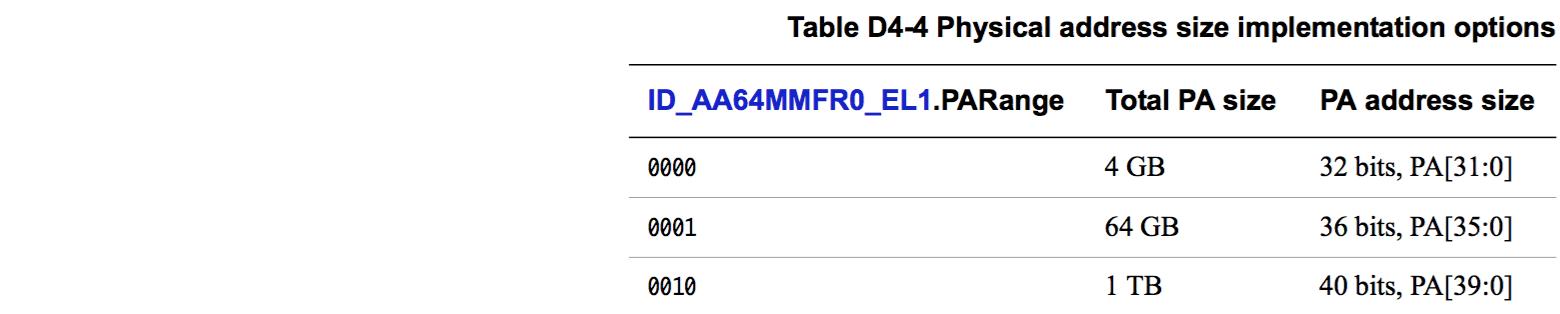 Table D4-4 Physical address size implementation options
ID_AA64MMFR0_EL1.PARange Total PA size PA address size
0000 4 GB 32 bits, PA[31:0]
0001 64 GB 36 bits, PA[35:0]
0010 1 TB 40 bits, PA[39:0]